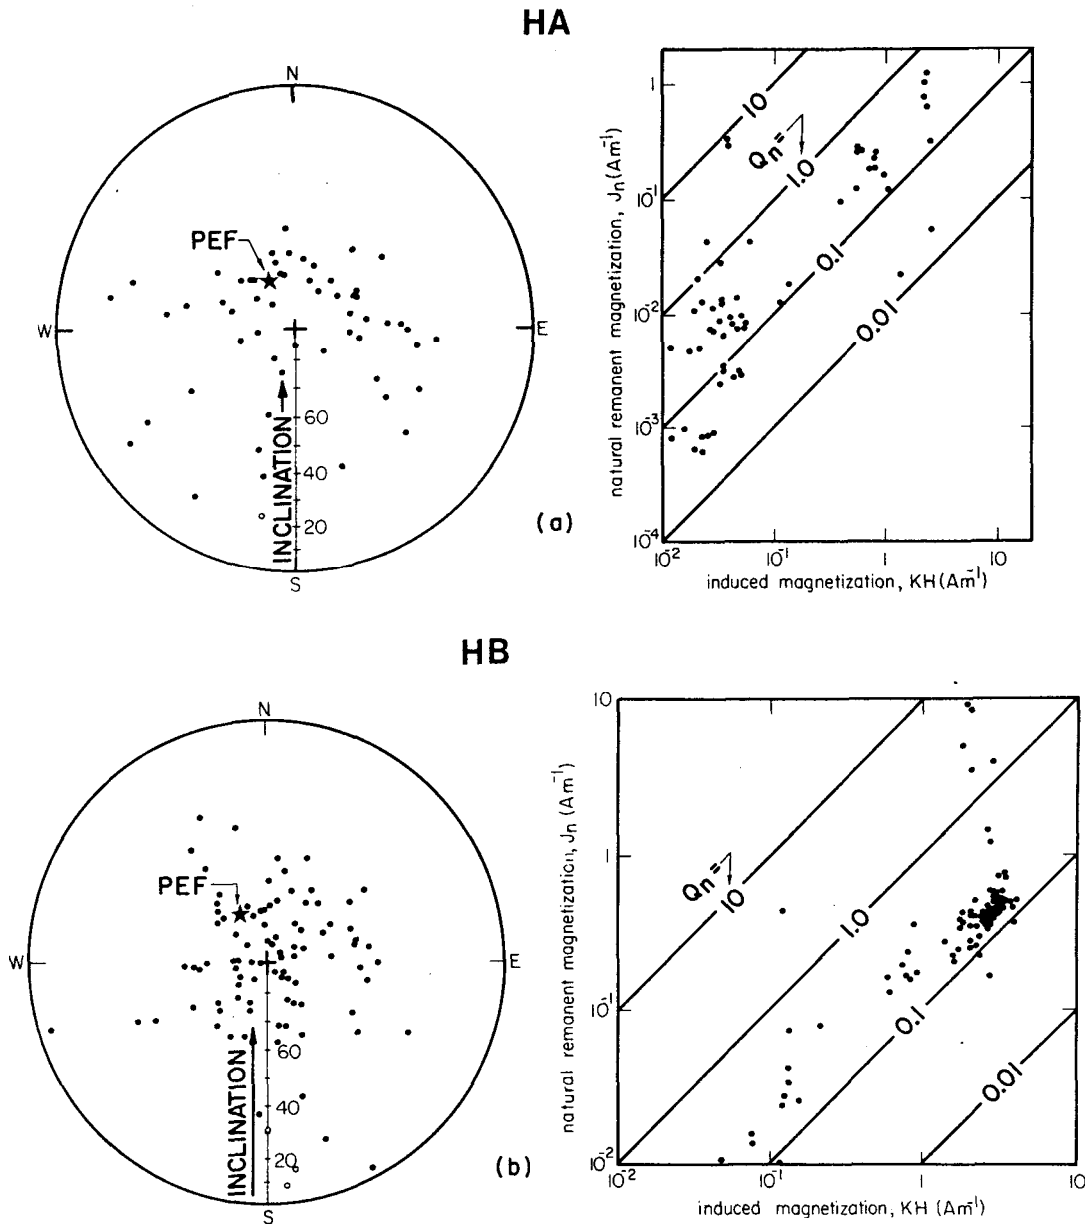 HA
N
PEF
W
E
60
40
20
INCLINATION
S
(a)
natural remanent magnetization, Jn (Am⁻¹)
1
10⁻¹
10⁻²
10⁻³
10⁻⁴
10
Qn=
1.0
0.1
0.01
10⁻² 10⁻¹ 1 10
induced magnetization, KH (Am⁻¹)
HB
N
PEF
W
E
60
40
20
INCLINATION
S
(b)
natural remanent magnetization, Jn (Am⁻¹)
10
1
10⁻¹
10⁻²
Qn=
10
1.0
0.1
0.01
10⁻² 10⁻¹ 1 10
induced magnetization, KH (Am⁻¹)